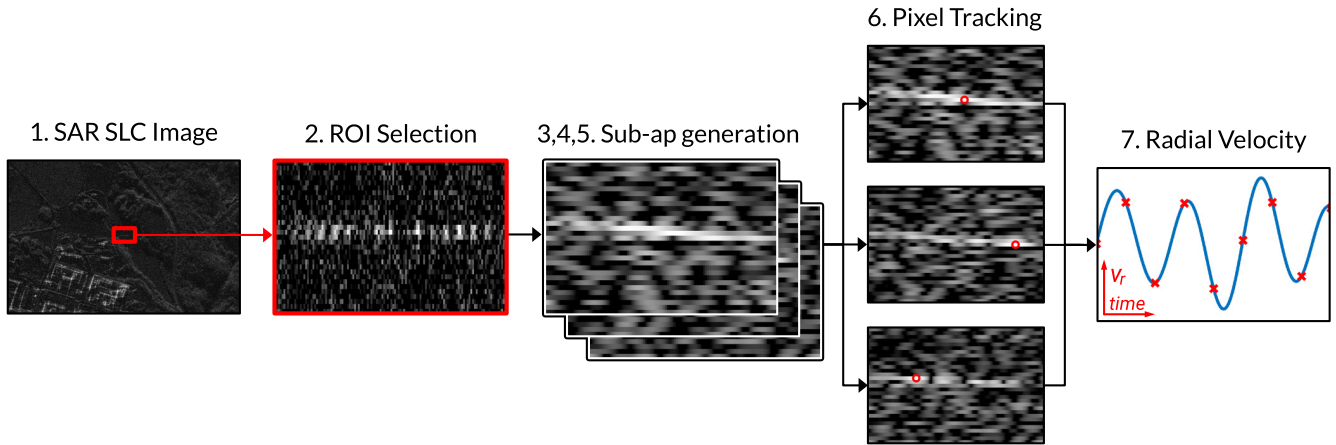 1. SAR SLC Image
2. ROI Selection
3,4,5. Sub-ap generation
6. Pixel Tracking
7. Radial Velocity
Vr
time